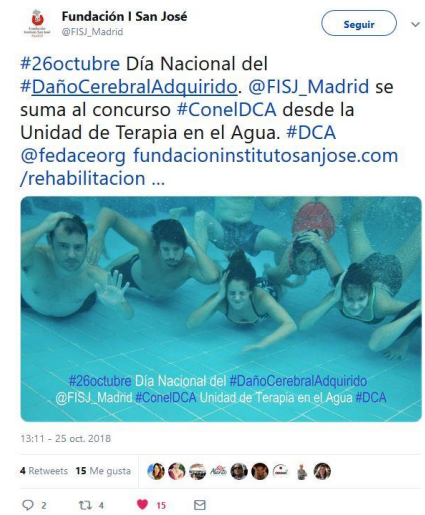 Fundación I San José
@FISJ_Madrid
Seguir
#26octubre Día Nacional del
#DañoCerebralAdquirido. @FISJ_Madrid se
suma al concurso #ConelDCA desde la
Unidad de Terapia en el Agua. #DCA
@fedaceorg fundacioninstitutosanjose.com
/rehabilitacion ...
#26octubre Día Nacional del #DañoCerebralAdquirido
@FISJ_Madrid #ConelDCA Unidad de Terapia en el Agua #DCA
13:11 - 25 oct. 2018
4 Retweets 15 Me gusta
2 4 15